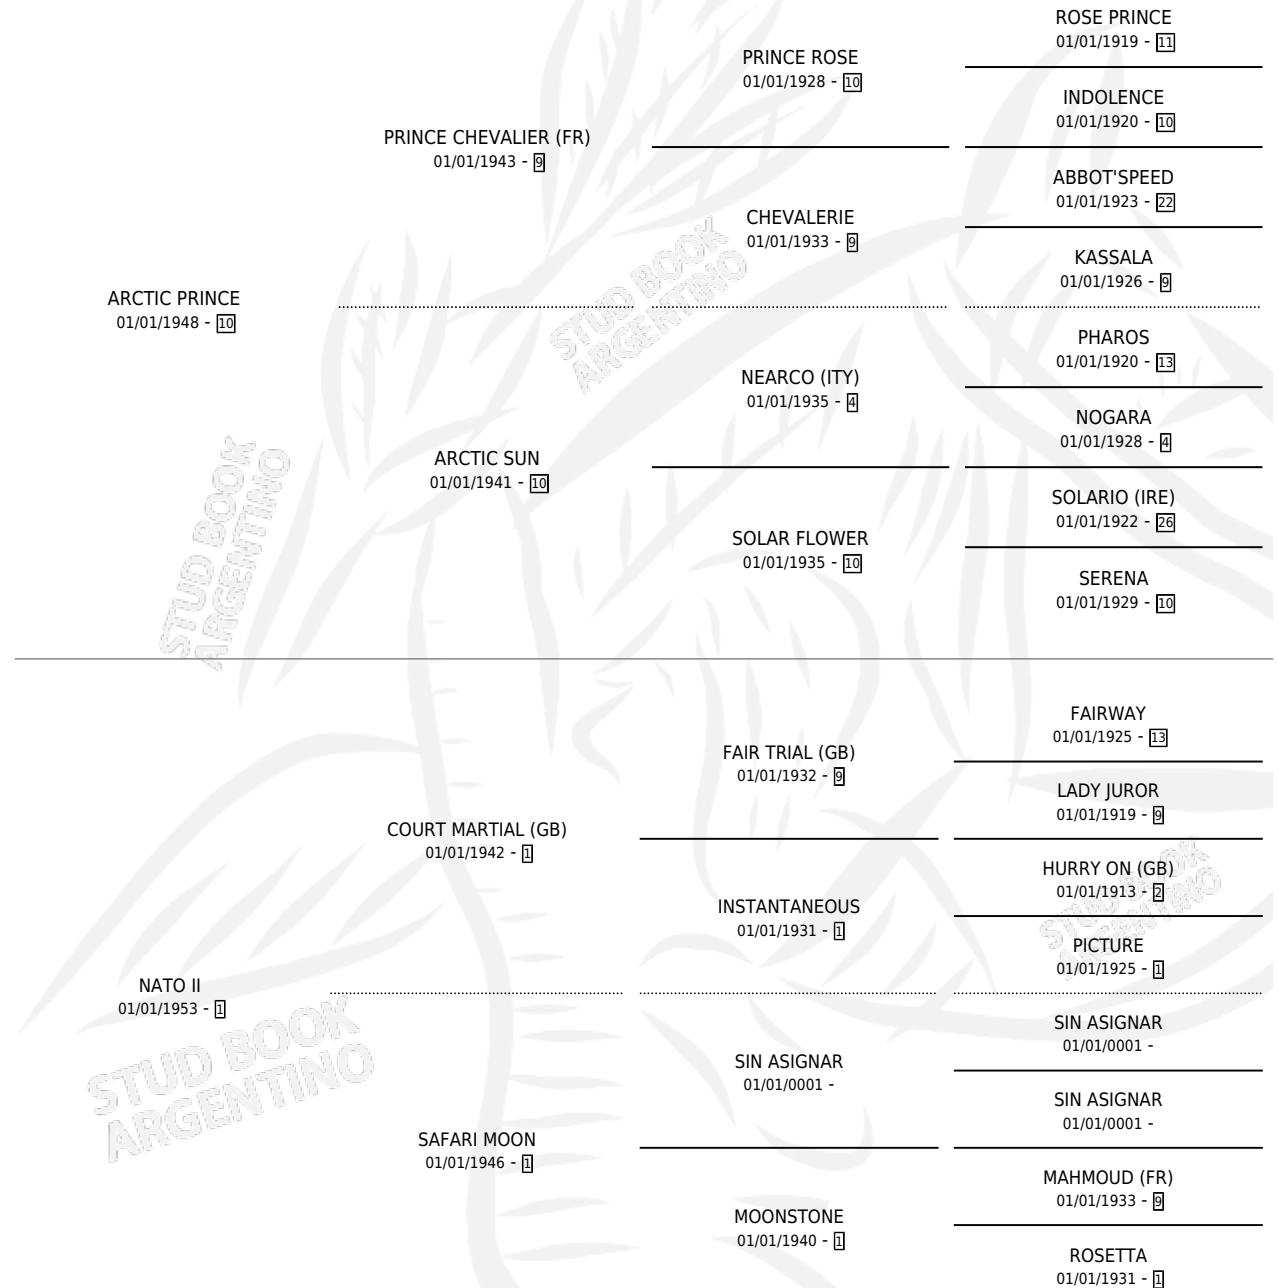 ROSE PRINCE
01/01/1919 - 11
PRINCE ROSE
01/01/1928 - 10
INDOLENCE
01/01/1920 - 10
PRINCE CHEVALIER (FR)
01/01/1943 - 9
ABBOT'SPEED
01/01/1923 - 22
CHEVALERIE
01/01/1933 - 9
KASSALA
01/01/1926 - 9
ARCTIC PRINCE
01/01/1948 - 10
PHAROS
01/01/1920 - 13
NEARCO (ITY)
01/01/1935 - 4
NOGARA
01/01/1928 - 4
ARCTIC SUN
01/01/1941 - 10
SOLARIO (IRE)
01/01/1922 - 26
SOLAR FLOWER
01/01/1935 - 10
SERENA
01/01/1929 - 10
FAIRWAY
01/01/1925 - 13
FAIR TRIAL (GB)
01/01/1932 - 9
LADY JUROR
01/01/1919 - 9
COURT MARTIAL (GB)
01/01/1942 - 1
HURRY ON (GB)
01/01/1913 - 2
INSTANTANEOUS
01/01/1931 - 1
PICTURE
01/01/1925 - 1
NATO II
01/01/1953 - 1
SIN ASIGNAR
01/01/0001 -
SIN ASIGNAR
01/01/0001 -
SIN ASIGNAR
01/01/0001 -
SAFARI MOON
01/01/1946 - 1
MAHMOUD (FR)
01/01/1933 - 9
MOONSTONE
01/01/1940 - 1
ROSETTA
01/01/1931 - 1
STUD BOOK
ARGENTINO
STUD BOOK
ARGENTINO
STUD BOOK
ARGENTINO
STUD BOOK
ARGENTINO